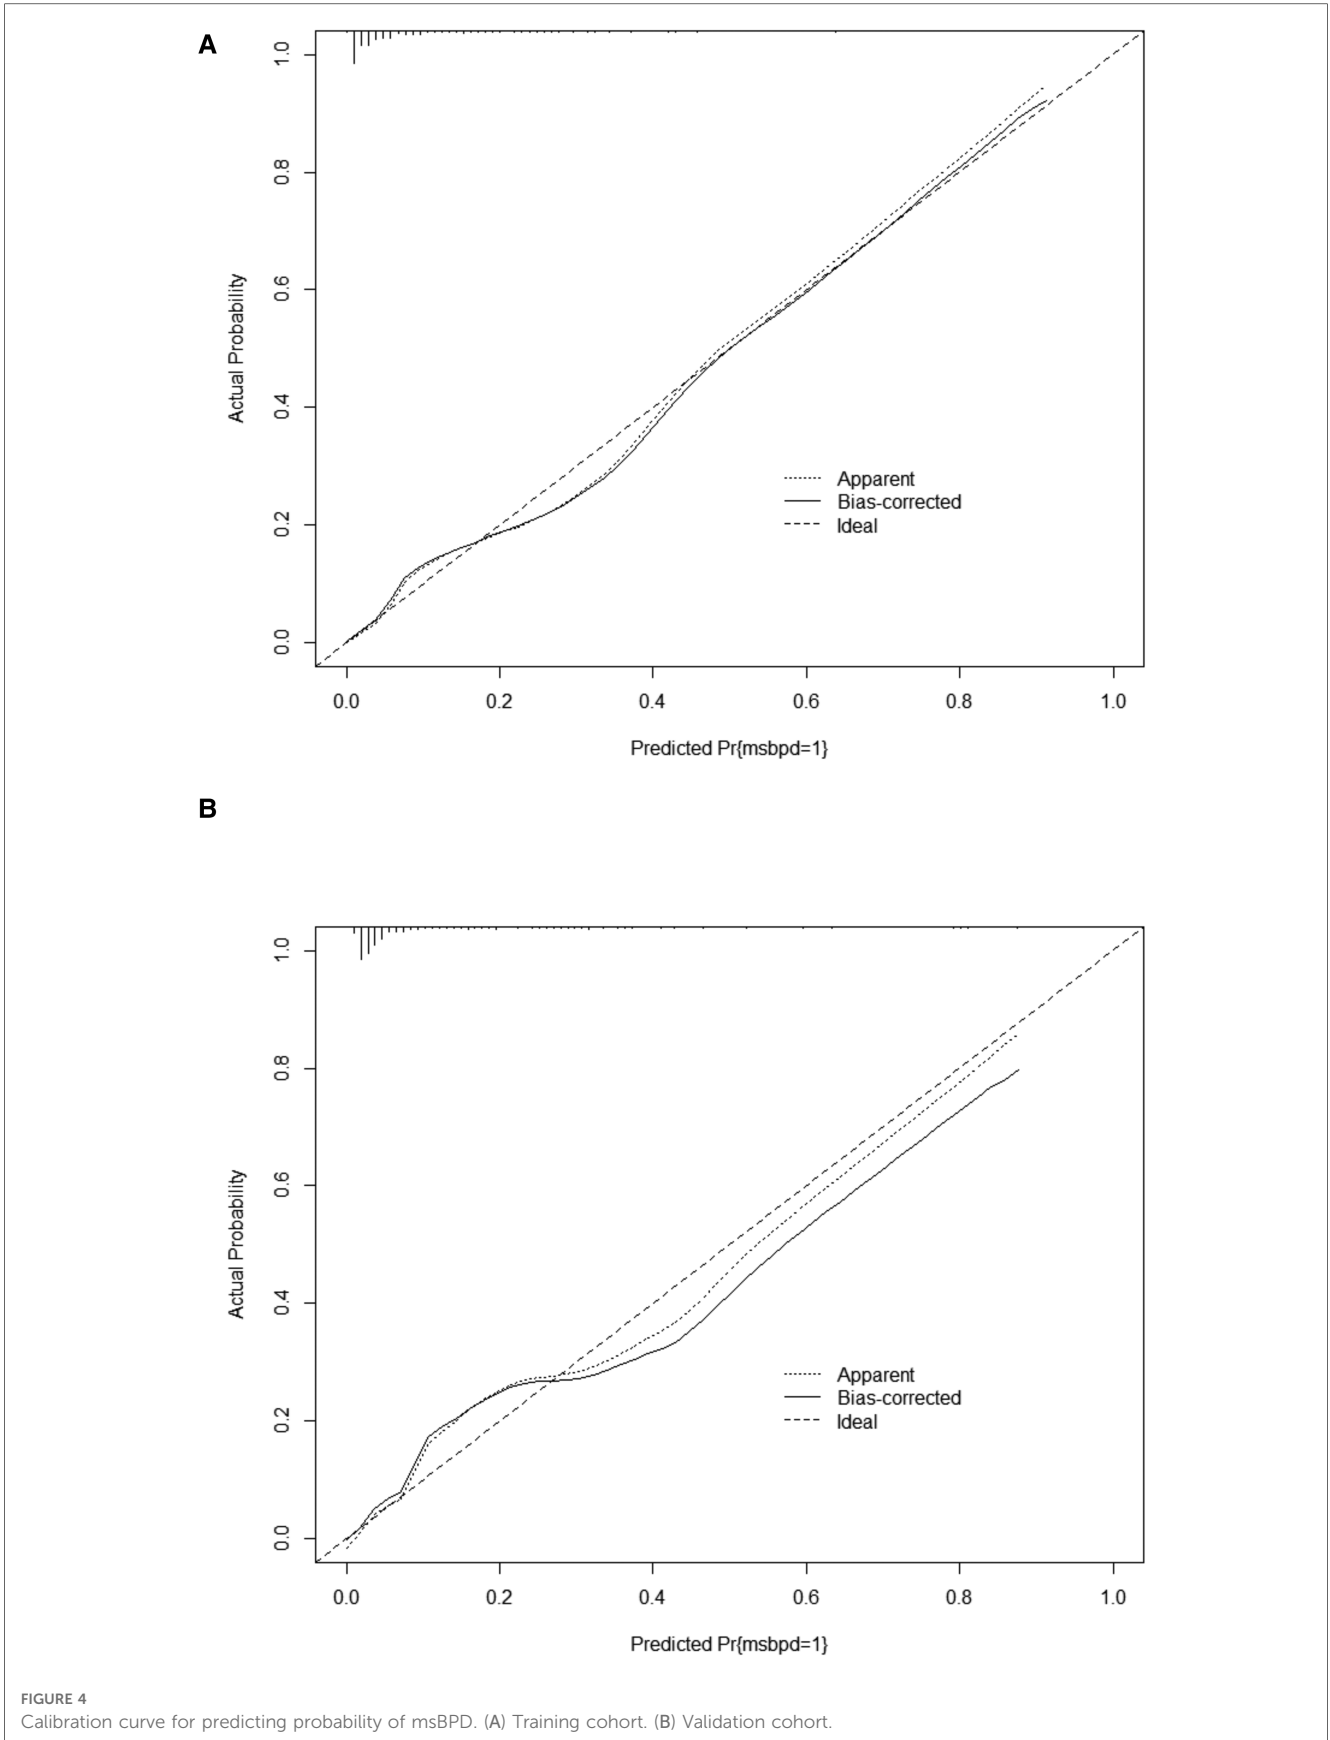 A
1.0
0.8
0.6
0.4
0.2
0.0
Actual Probability
Apparent
Bias-corrected
Ideal
0.0 0.2 0.4 0.6 0.8 1.0
Predicted Pr{msbpd=1}
B
1.0
0.8
0.6
0.4
0.2
0.0
Actual Probability
Apparent
Bias-corrected
Ideal
0.0 0.2 0.4 0.6 0.8 1.0
Predicted Pr{msbpd=1}
FIGURE 4
Calibration curve for predicting probability of msBPD. (A) Training cohort. (B) Validation cohort.